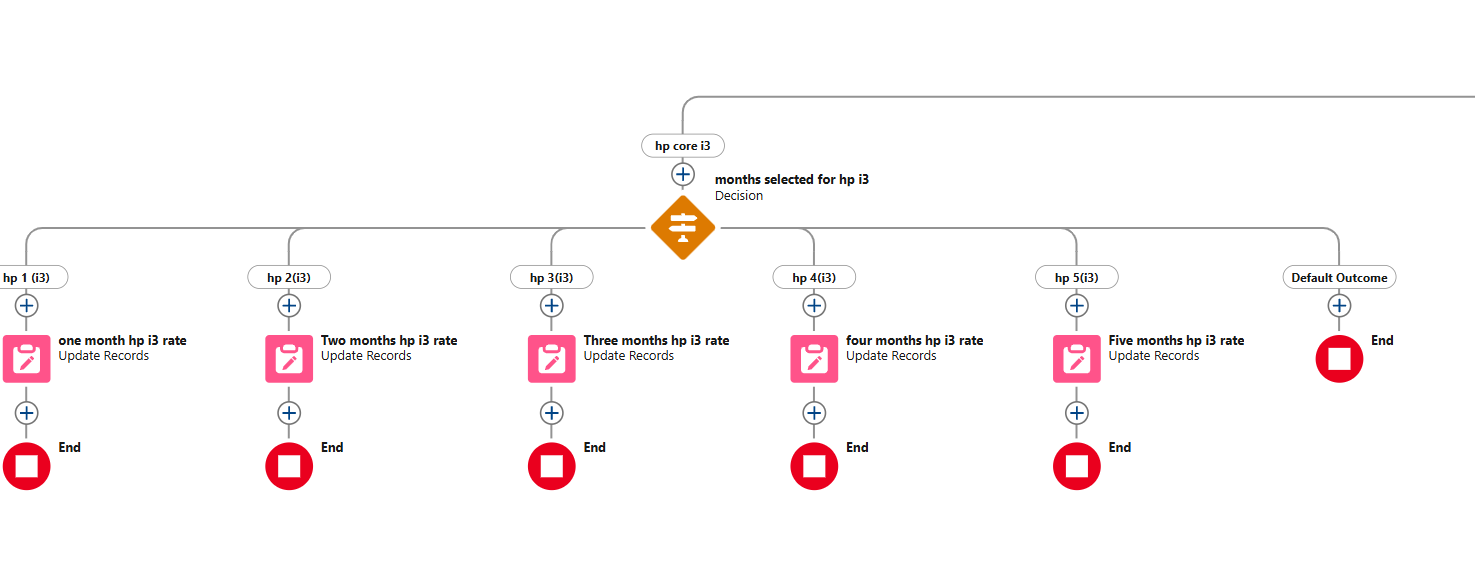 hp core i3
months selected for hp i3
Decision
hp 1 (i3)
hp 2(i3)
hp 3(i3)
hp 4(i3)
hp 5(i3)
Default Outcome
one month hp i3 rate
Update Records
Two months hp i3 rate
Update Records
Three months hp i3 rate
Update Records
four months hp i3 rate
Update Records
Five months hp i3 rate
Update Records
End
End
End
End
End
End